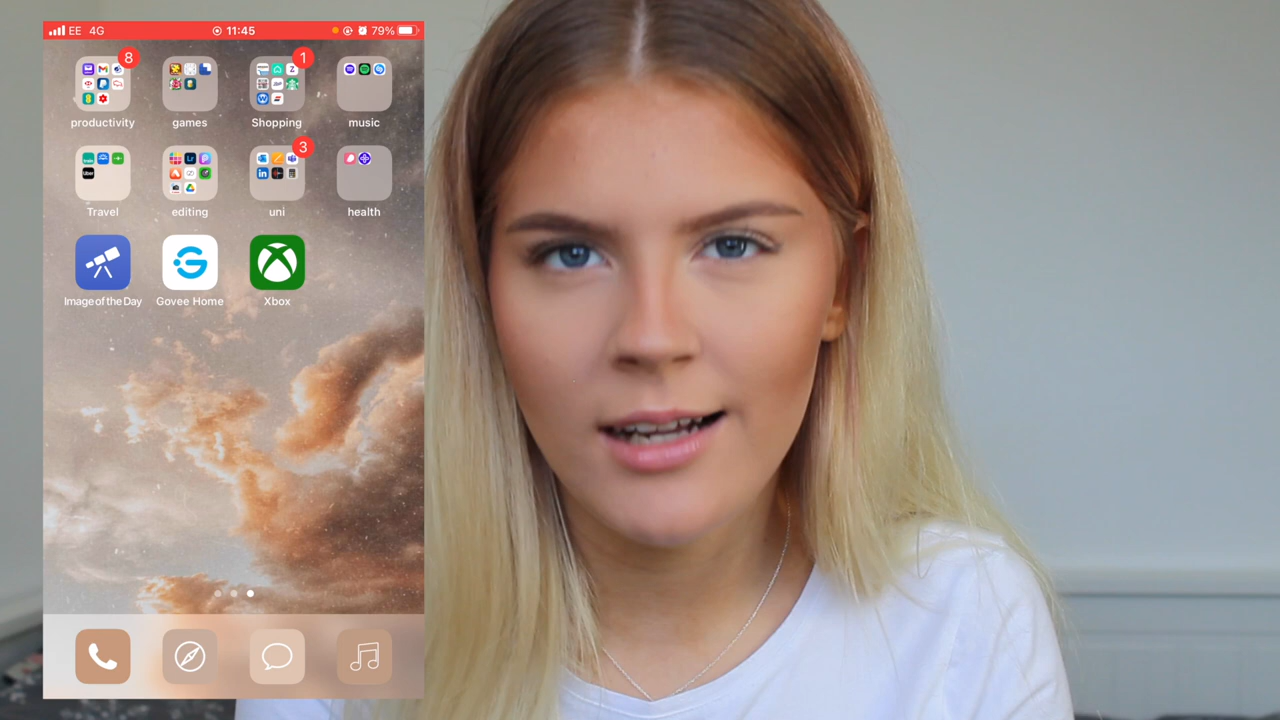 EE 4G 11:45 79%
8 1
productivity games Shopping music
3
Travel editing uni health
Image of the Day Govee Home Xbox